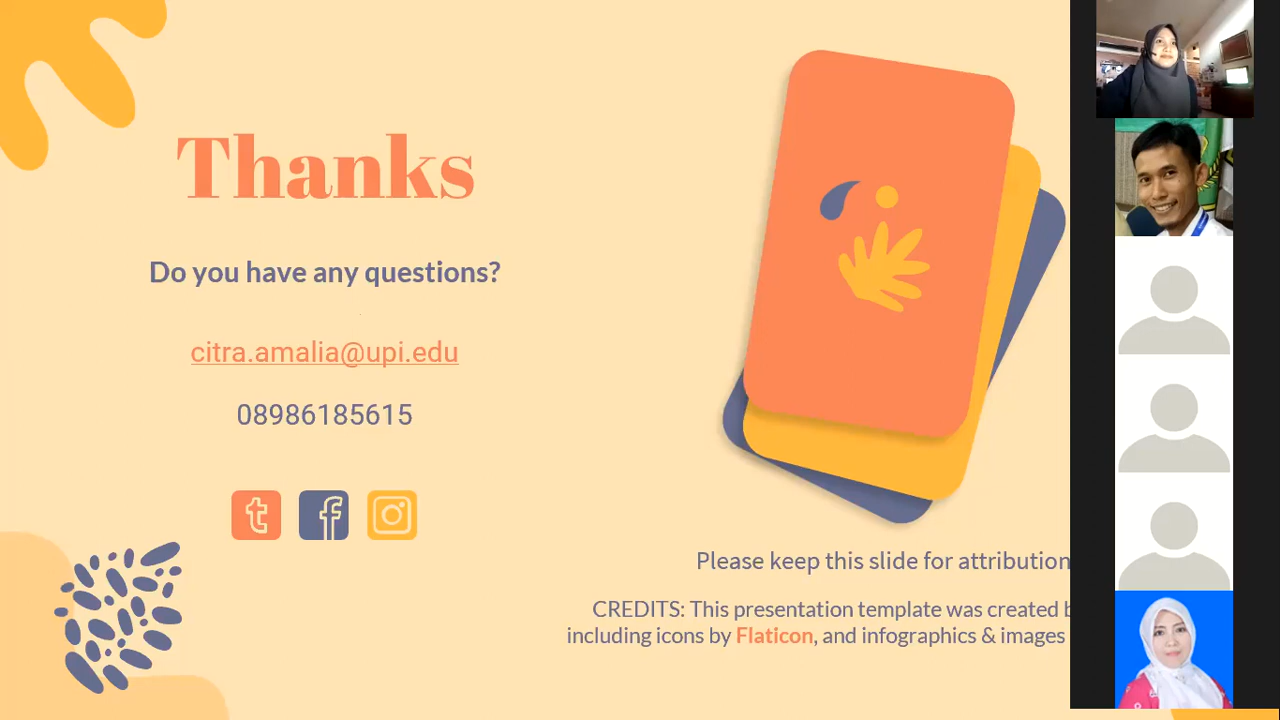 Thanks
Do you have any questions?
citra.amalia@upi.edu
08986185615
Please keep this slide for attribution
CREDITS: This presentation template was created
including icons by Flaticon, and infographics & images